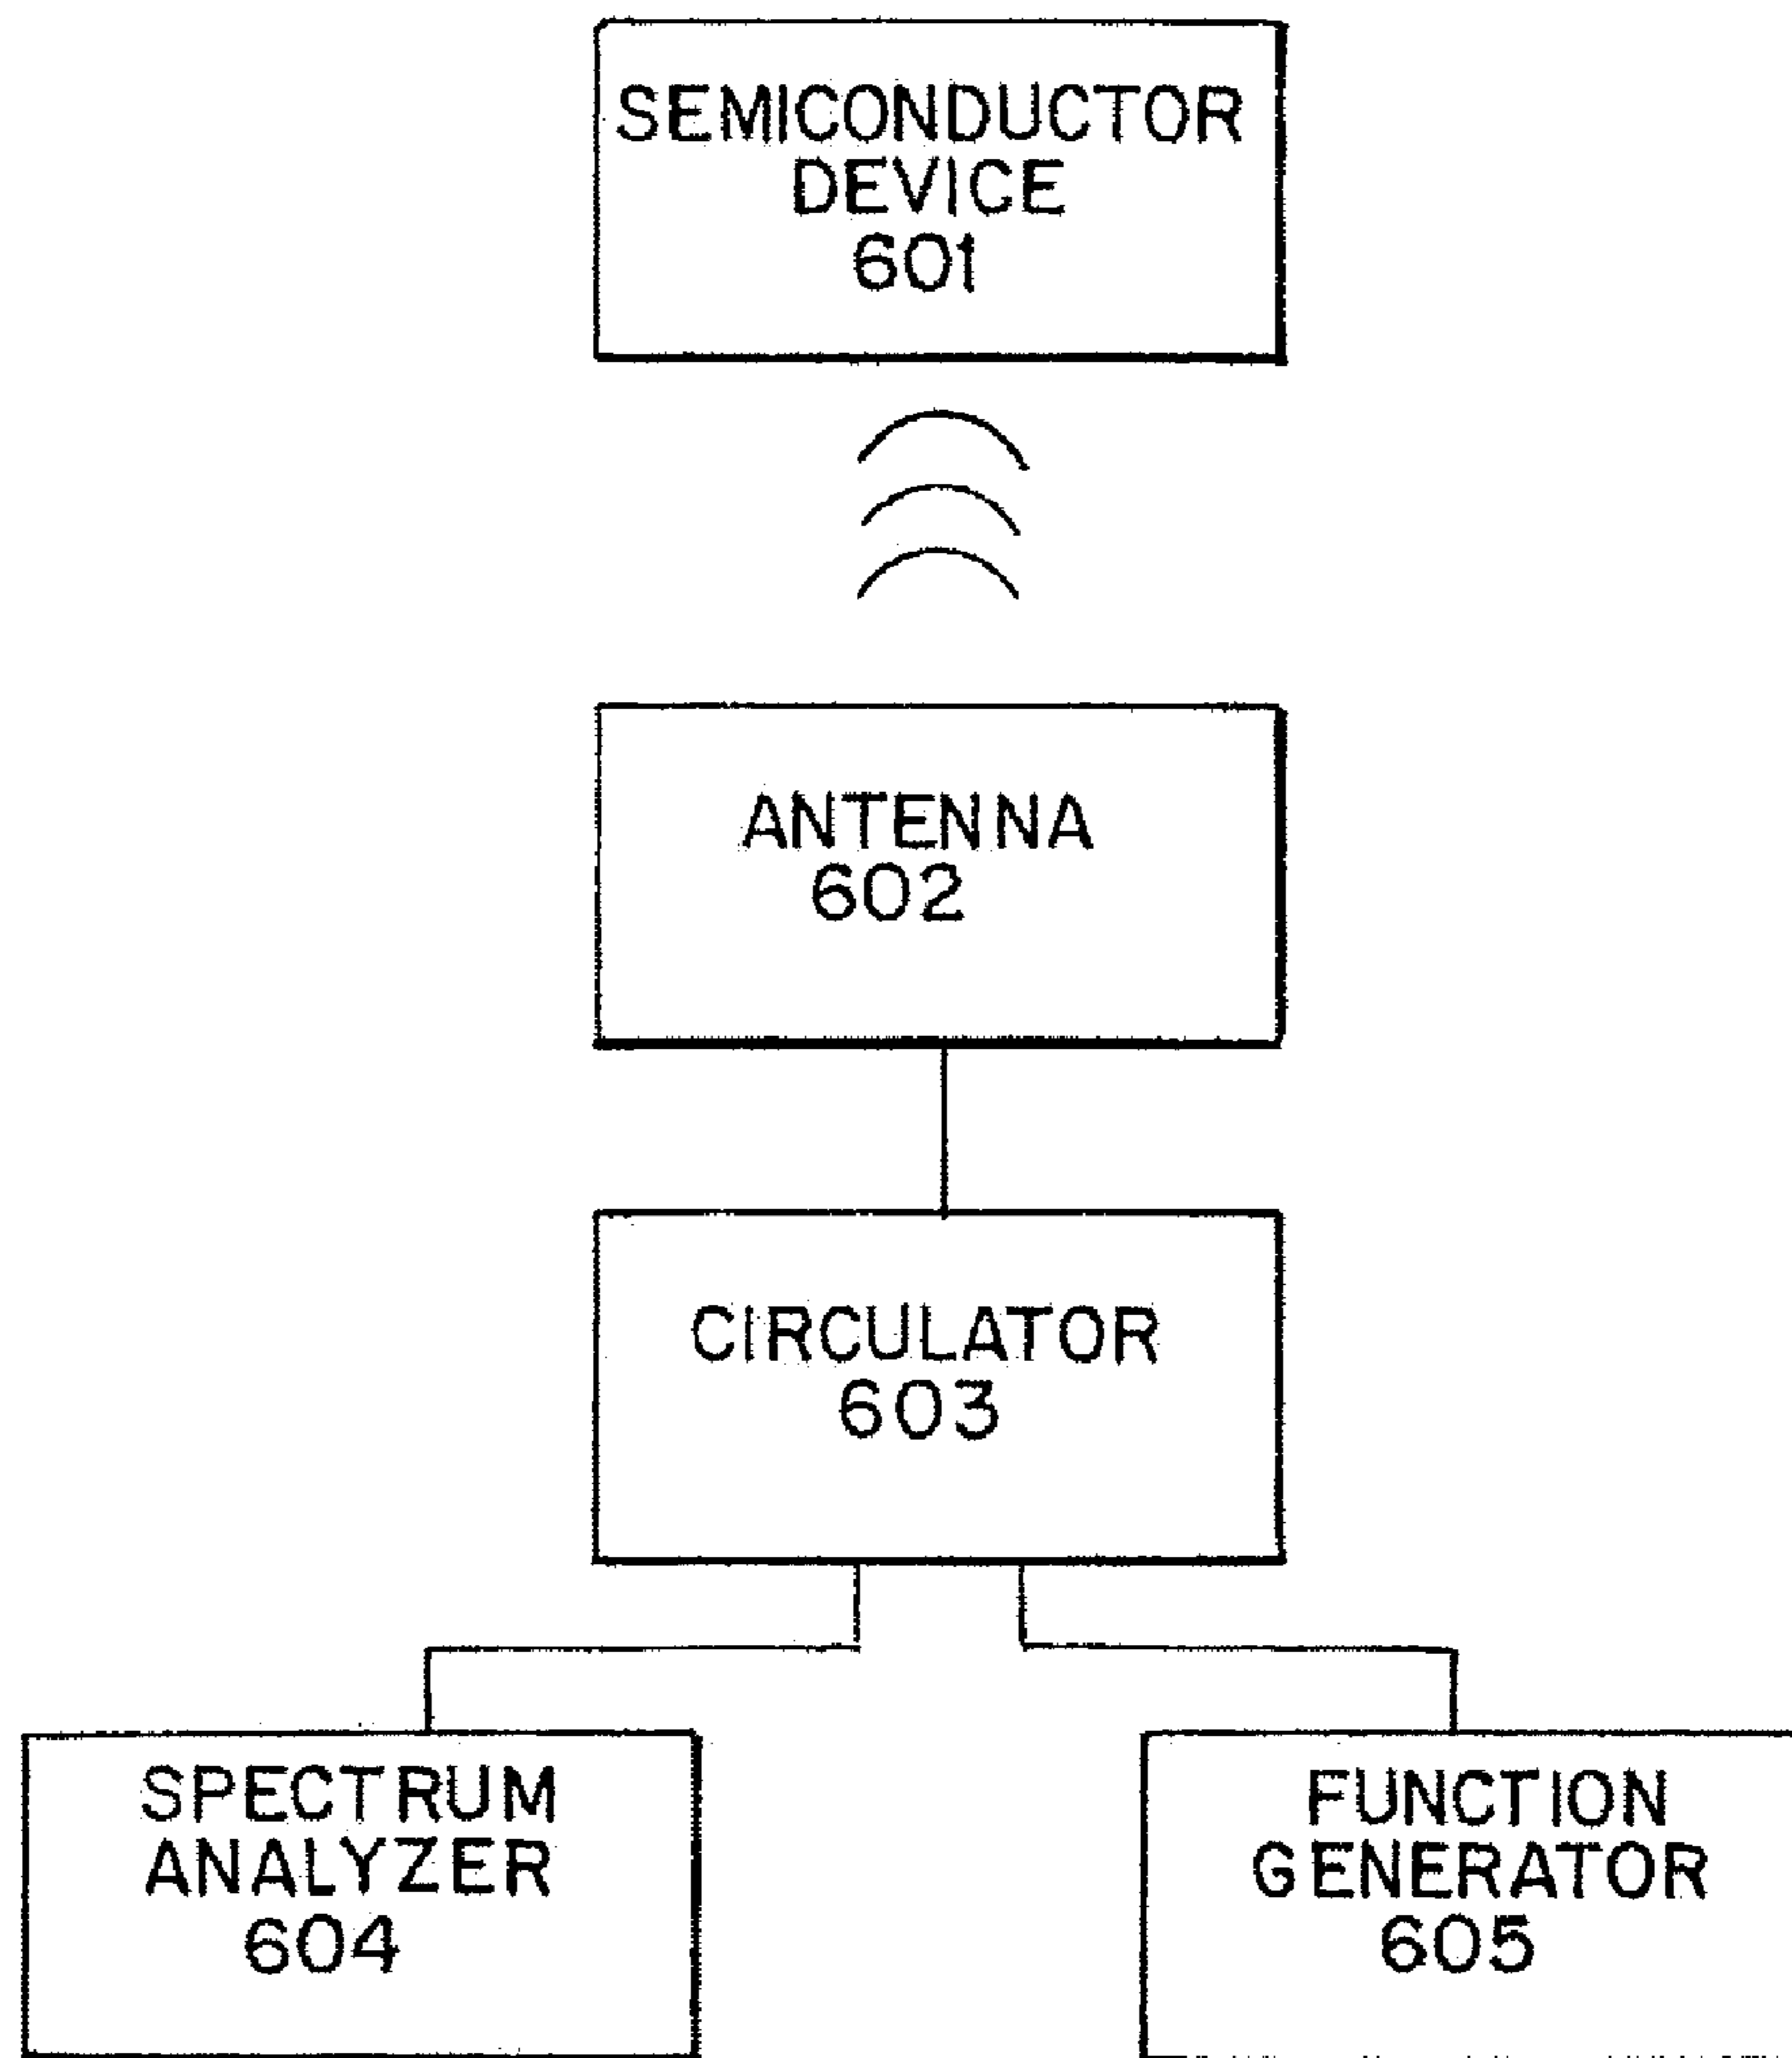 SEMICONDUCTOR
DEVICE
601
ANTENNA
602
CIRCULATOR
603
SPECTRUM
ANALYZER
604
FUNCTION
GENERATOR
605